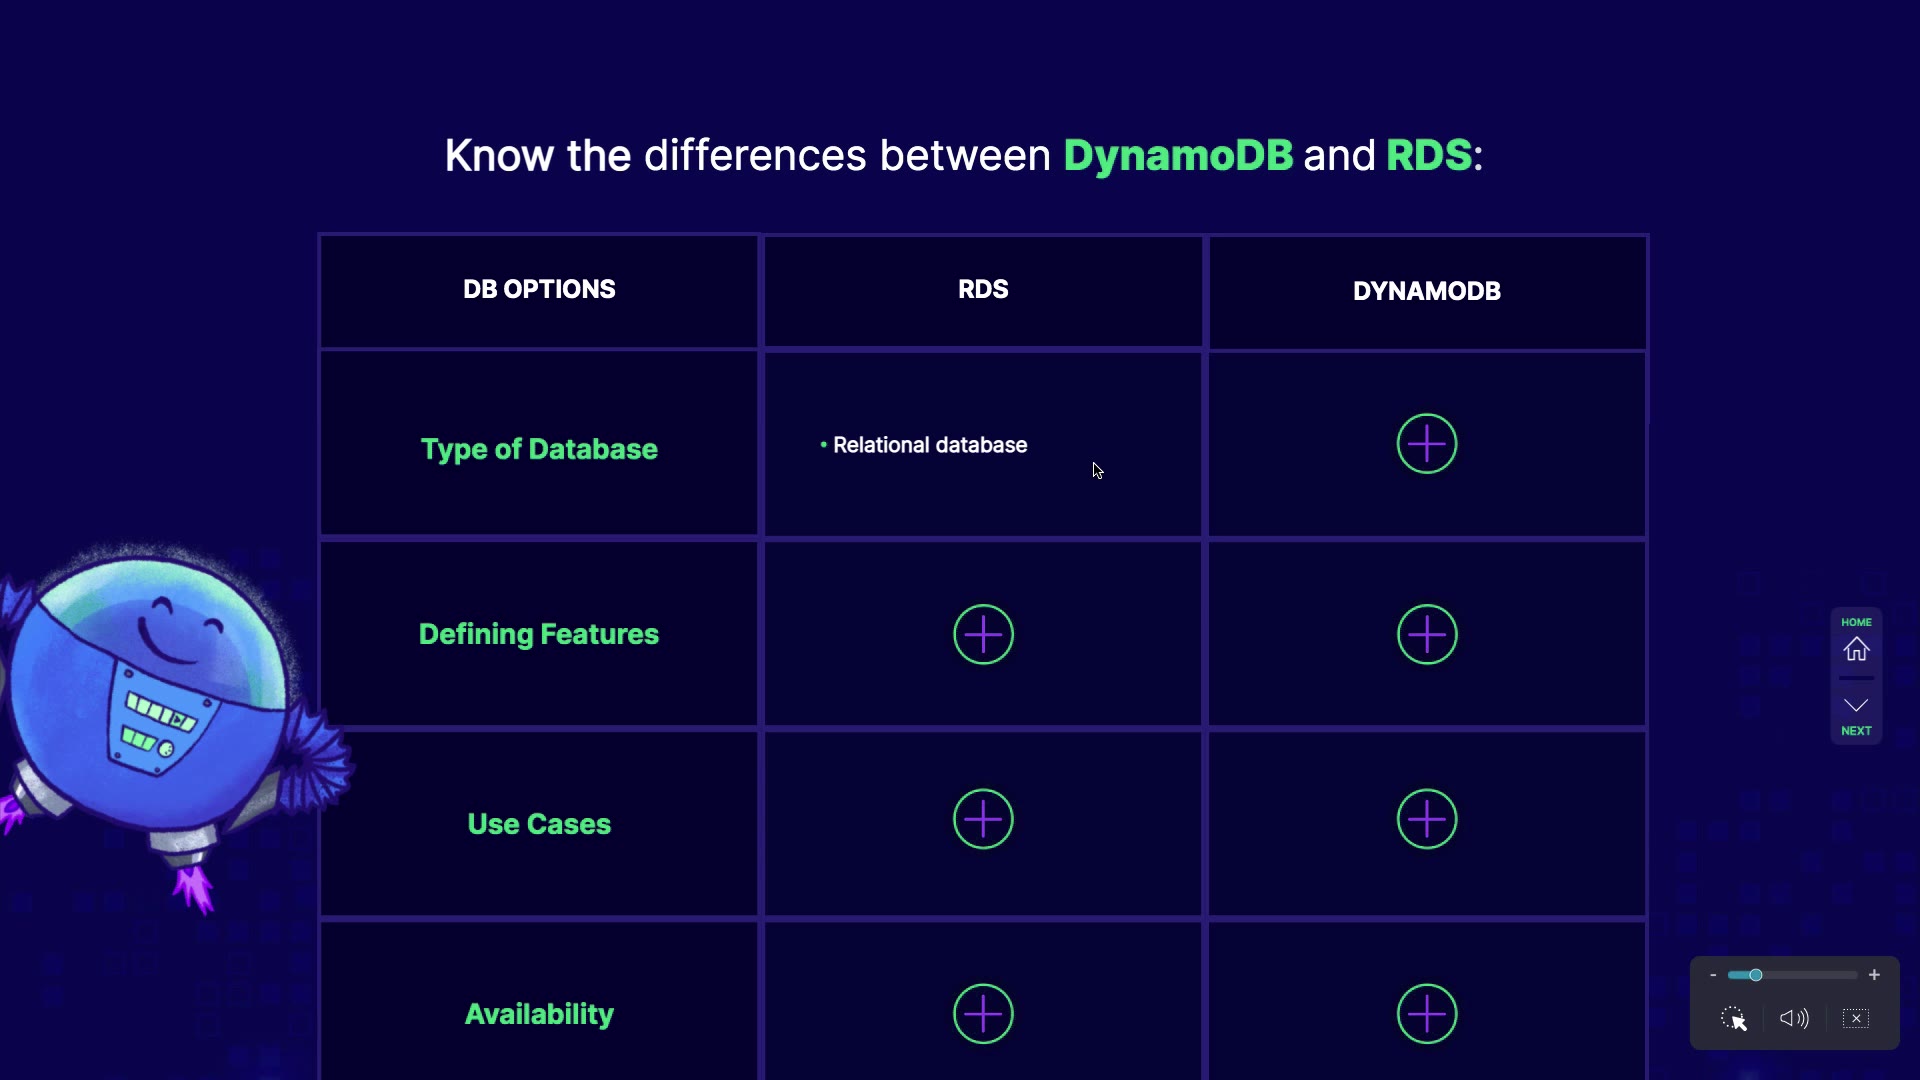 Know the differences between DynamoDB and RDS:
DB OPTIONS
RDS
DYNAMODB
Type of Database
• Relational database
Defining Features
Use Cases
Availability
HOME
NEXT
- +